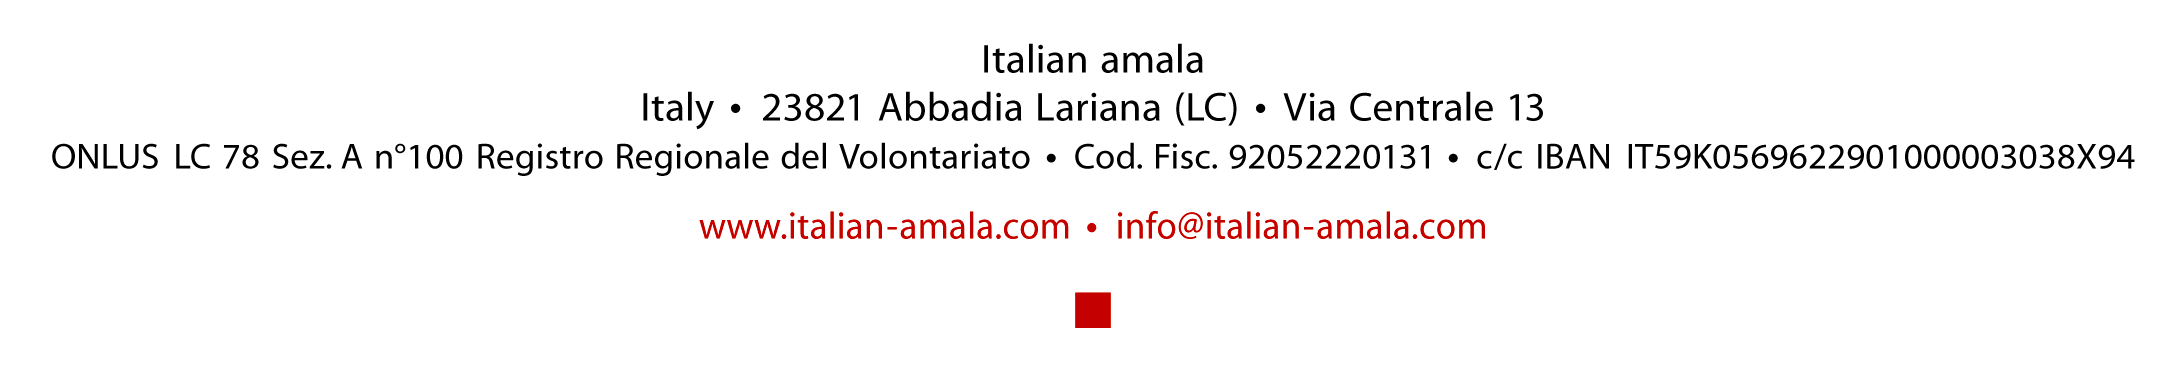 Italian amala
Italy • 23821 Abbadia Lariana (LC) • Via Centrale 13
ONLUS LC 78 Sez. A n°100 Registro Regionale del Volontariato • Cod. Fisc. 92052220131 • c/c IBAN IT59K0569622901000003038X94
www.italian-amala.com • info@italian-amala.com